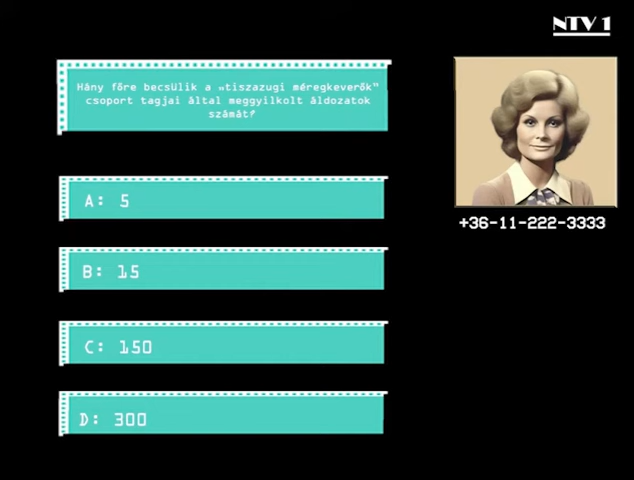 NTV 1
Hány főre becsülik a „tiszazugi méregkeverők"
csoport tagjai által meggyilkolt áldozatok
számát?
A: 5
B: 15
C: 150
D: 300
+36-11-222-3333